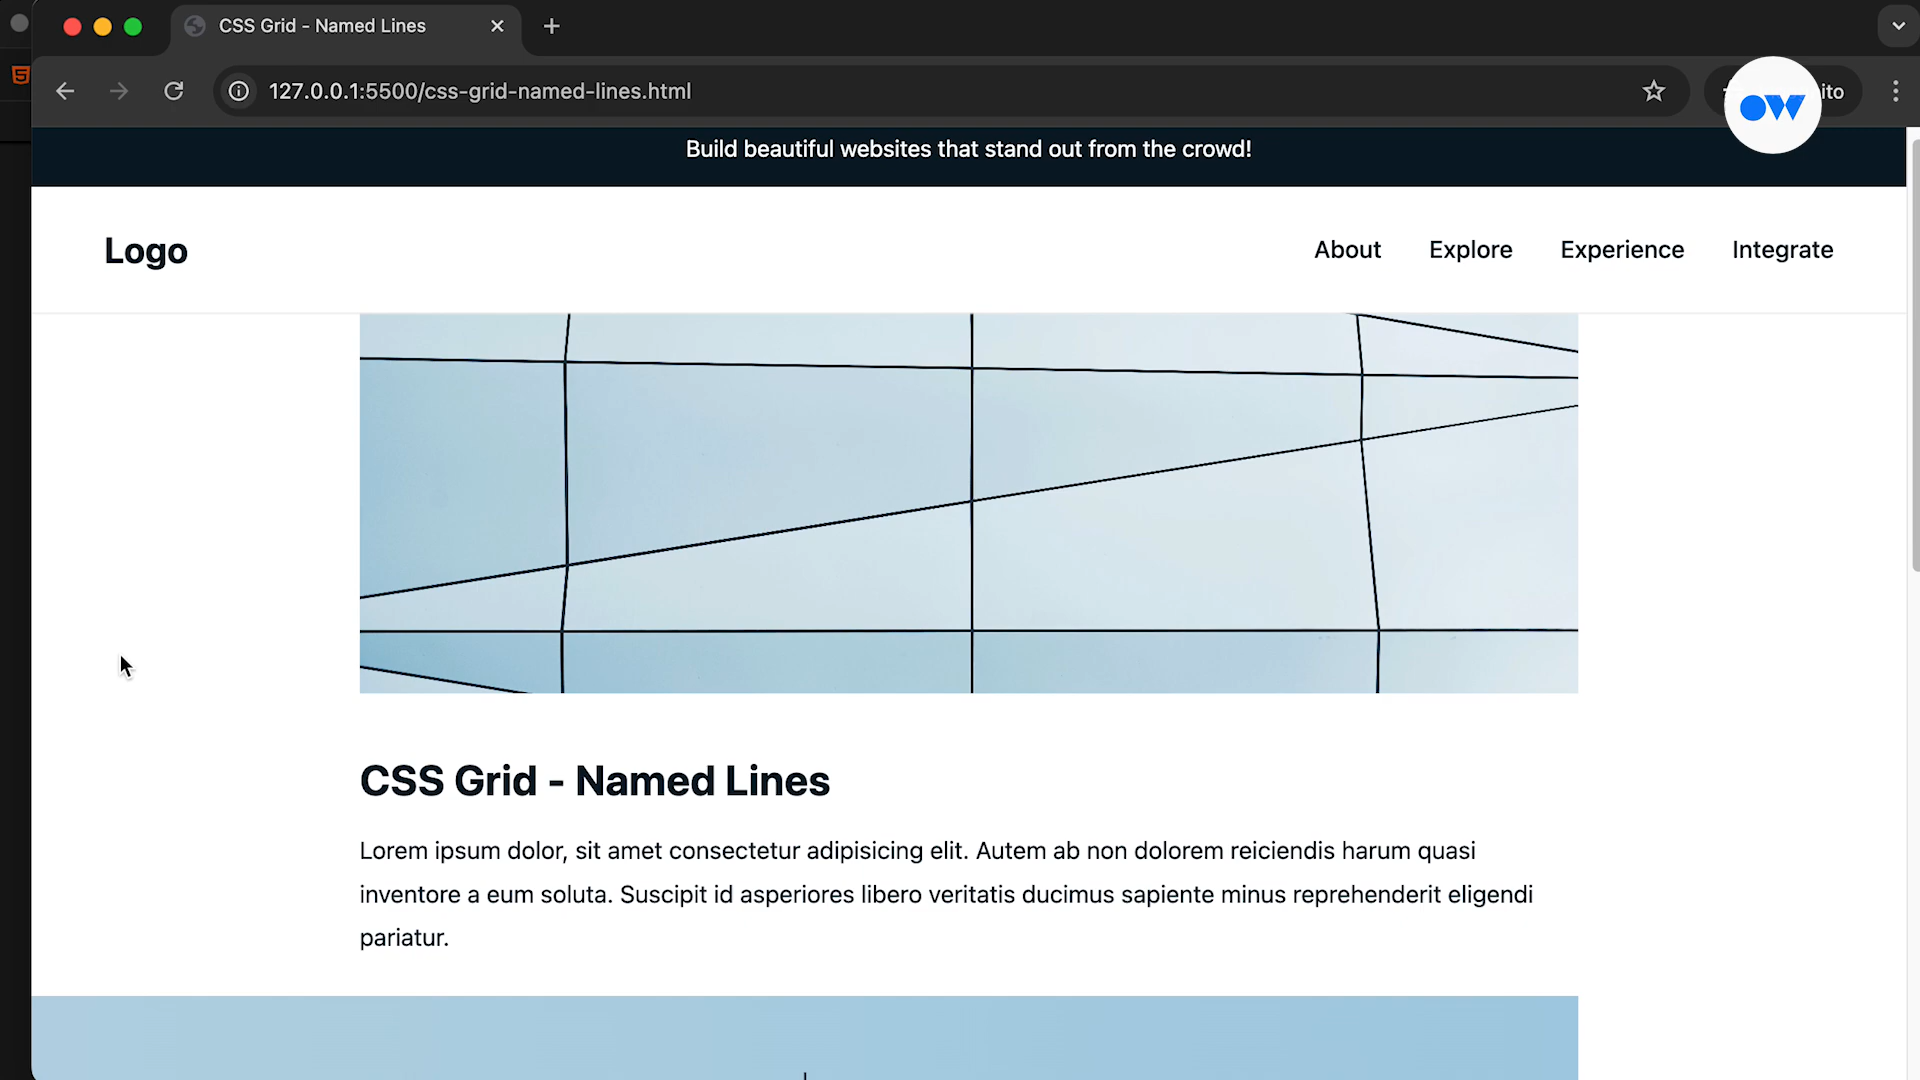 CSS Grid - Named Lines
127.0.0.1:5500/css-grid-named-lines.html
ito
OW
Build beautiful websites that stand out from the crowd!
Logo
About
Explore
Experience
Integrate
CSS Grid - Named Lines
Lorem ipsum dolor, sit amet consectetur adipisicing elit. Autem ab non dolorem reiciendis harum quasi
inventore a eum soluta. Suscipit id asperiores libero veritatis ducimus sapiente minus reprehenderit eligendi
pariatur.